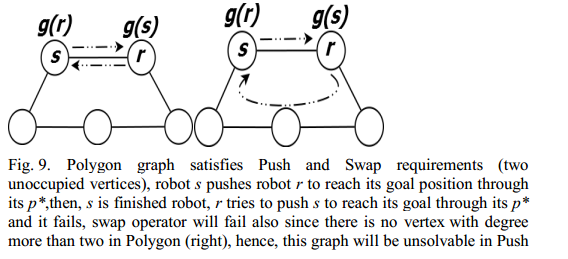 g(r) g(s) g(r) g(s)
s r s r
Fig. 9. Polygon graph satisfies Push and Swap requirements (two
unoccupied vertices), robot s pushes robot r to reach its goal position through
its p*,then, s is finished robot, r tries to push s to reach its goal through its p*
and it fails, swap operator will fail also since there is no vertex with degree
more than two in Polygon (right), hence, this graph will be unsolvable in Push